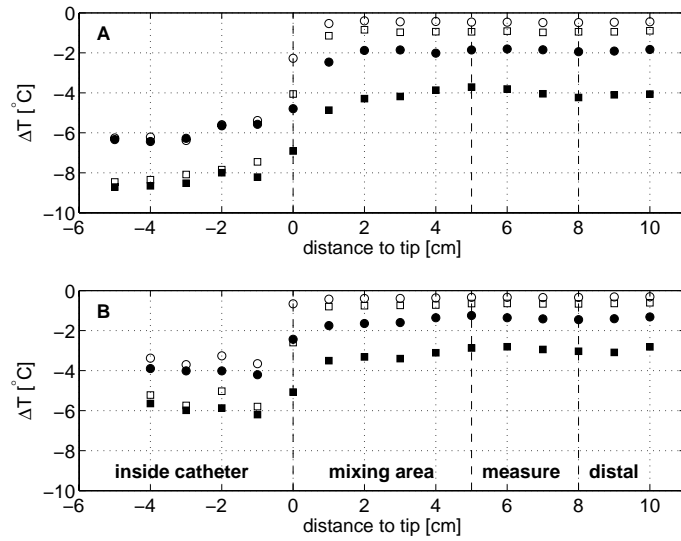 0
A
−2
−4
−6
−8
−10
ΔT [°C]
−6 −4 −2 0 2 4 6 8 10
distance to tip [cm]
0
B
−2
−4
−6
−8
−10
ΔT [°C]
inside catheter mixing area measure distal
−6 −4 −2 0 2 4 6 8 10
distance to tip [cm]